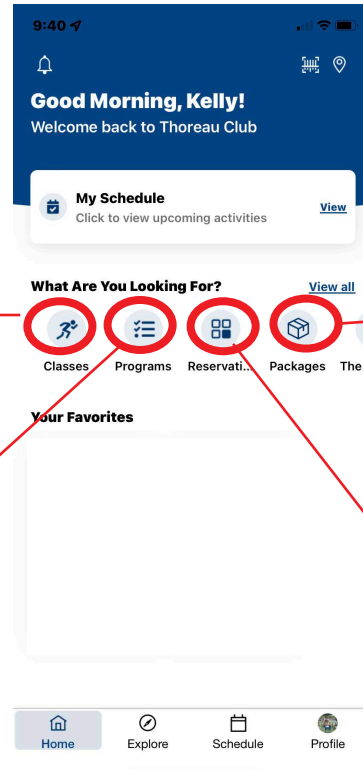 9:40
Good Morning, Kelly!
Welcome back to Thoreau Club
My Schedule
Click to view upcoming activities
View
What Are You Looking For?
View all
Classes
Programs
Reservati...
Packages
The
Your Favorites
Home
Explore
Schedule
Profile